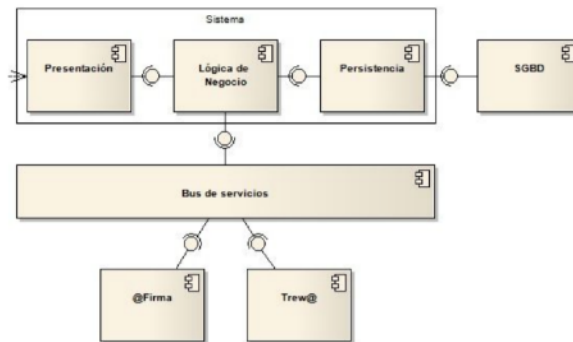 Sistema
Presentación
Lógica de
Negocio
Persistencia
SGBD
Bus de servicios
@Firma
Trew@